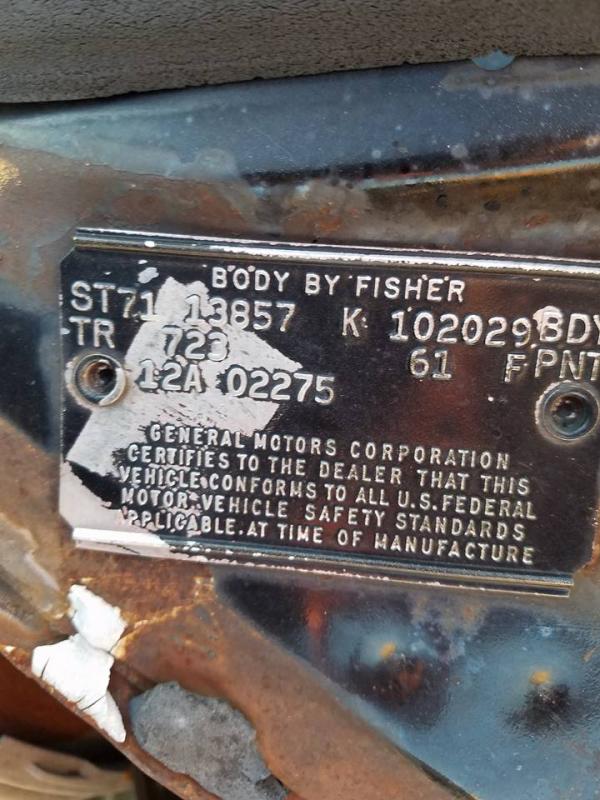 BODY BY FISHER
ST71 13857 K 102029 BDY
TR 723 61 F PNT
12A 02275
GENERAL MOTORS CORPORATION
CERTIFIES TO THE DEALER THAT THIS
VEHICLE CONFORMS TO ALL U.S. FEDERAL
MOTOR VEHICLE SAFETY STANDARDS
APPLICABLE AT TIME OF MANUFACTURE